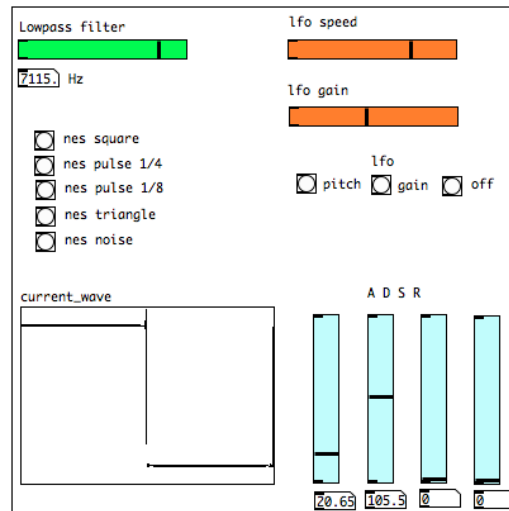 Lowpass filter
7115. Hz
lfo speed
lfo gain
nes square
nes pulse 1/4
nes pulse 1/8
nes triangle
nes noise
lfo
pitch gain off
current_wave
A D S R
20.65 105.5 0 0